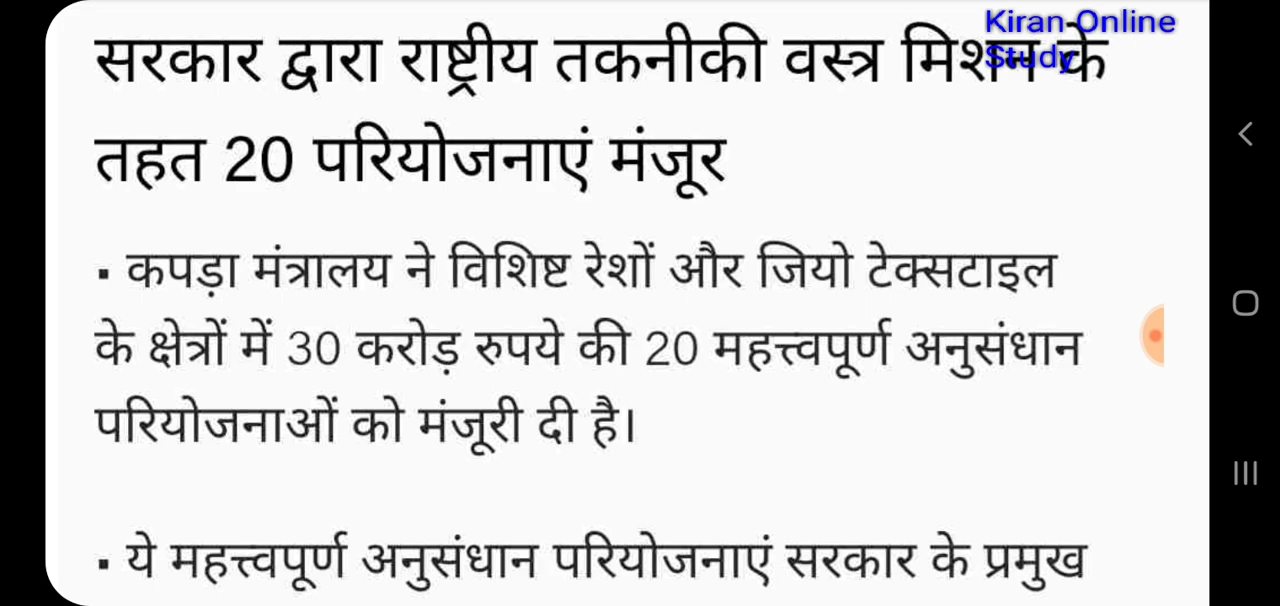 Kiran Online
Study
सरकार द्वारा राष्ट्रीय तकनीकी वस्त्र मिशन के
तहत 20 परियोजनाएं मंजूर
▪ कपड़ा मंत्रालय ने विशिष्ट रेशों और जियो टेक्सटाइल
के क्षेत्रों में 30 करोड़ रुपये की 20 महत्त्वपूर्ण अनुसंधान
परियोजनाओं को मंजूरी दी है।
▪ ये महत्त्वपूर्ण अनुसंधान परियोजनाएं सरकार के प्रमुख